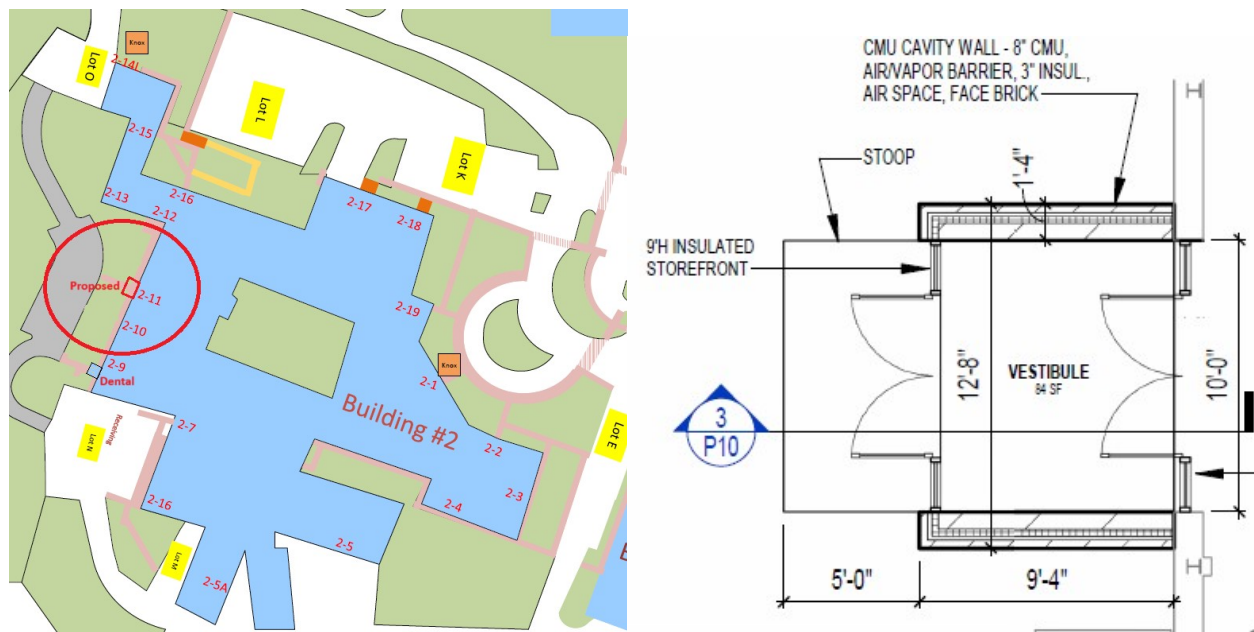 Knox
Lot O
2-14L
Lot L
2-15
Lot K
2-16
2-17
2-13
2-18
2-12
Proposed
2-11
2-19
2-10
Knox
2-9
2-1
Dental
Building #2
Receiving
2-7
Lot E
Lot N
2-2
2-3
2-16
2-4
2-5
Lot M
2-5A
CMU CAVITY WALL - 8" CMU,
AIR/VAPOR BARRIER, 3" INSUL.,
AIR SPACE, FACE BRICK
STOOP
1'-4"
9'H INSULATED
STOREFRONT
12'-8"
VESTIBULE
84 SF
10'-0"
3
P10
5'-0"
9'-4"